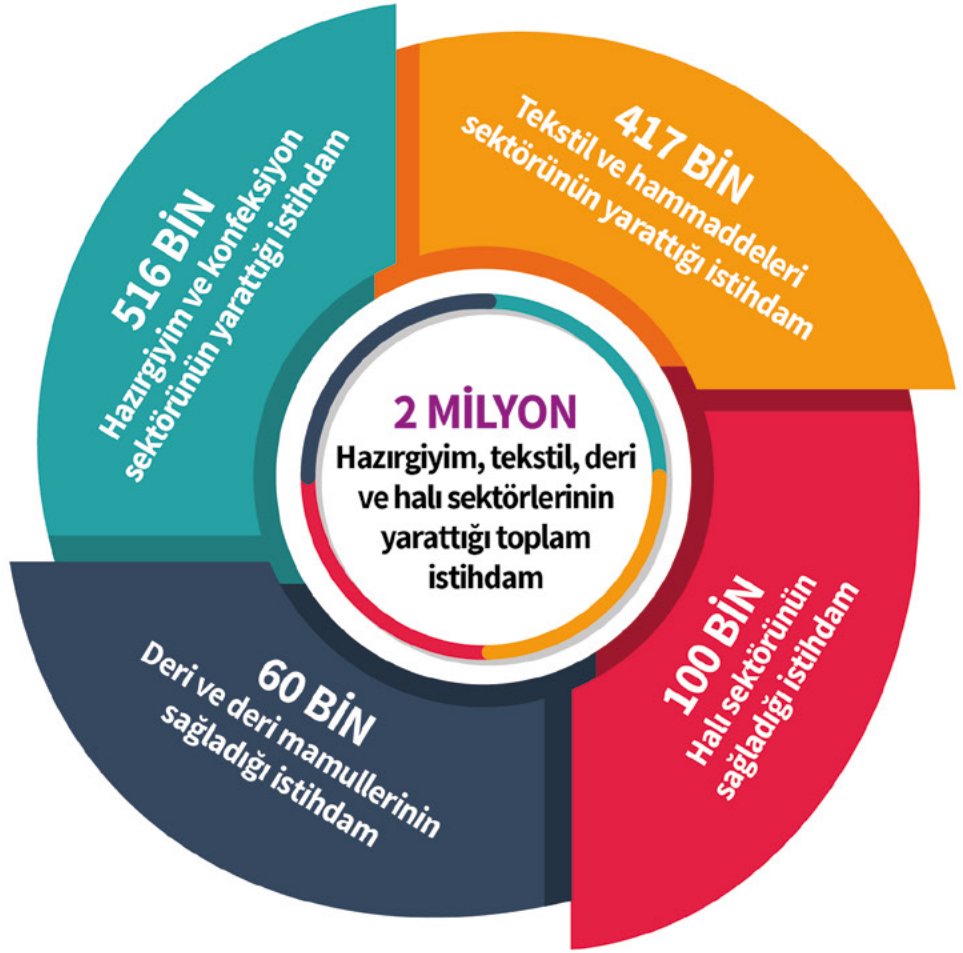 516 BİN
Hazırgiyim ve konfeksiyon
sektörünün yarattığı istihdam
417 BİN
Tekstil ve hammaddeleri
sektörünün yarattığı istihdam
2 MİLYON
Hazırgiyim, tekstil, deri
ve halı sektörlerinin
yarattığı toplam
istihdam
60 BİN
Deri ve deri mamullerinin
sağladığı istihdam
100 BİN
Halı sektörünün
sağladığı istihdam